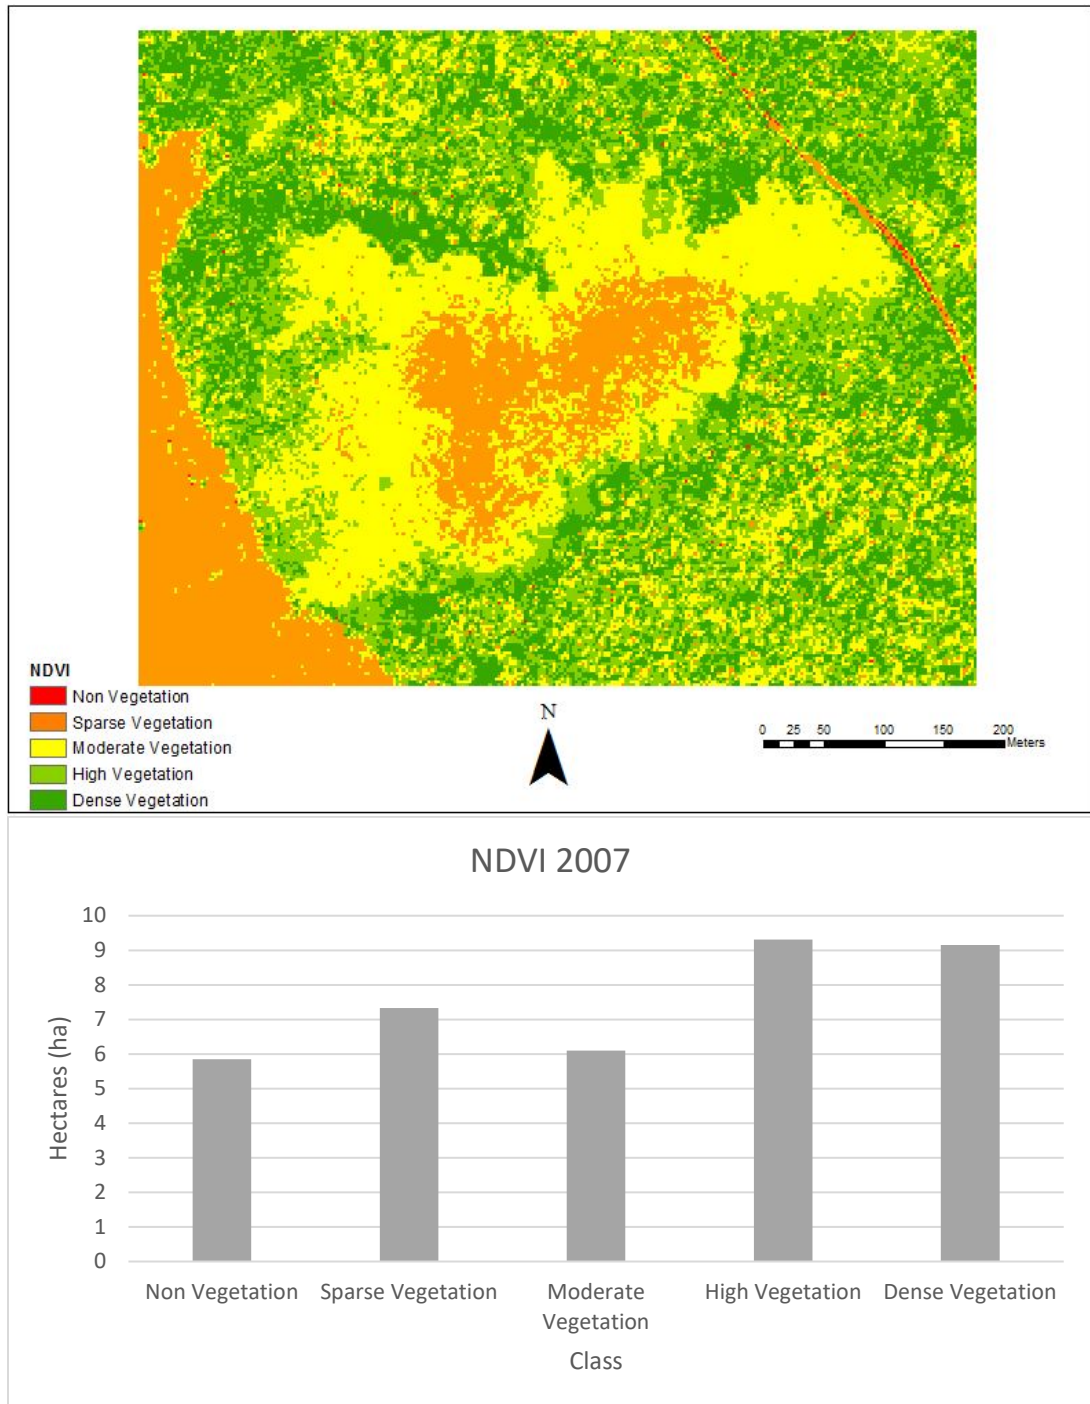 NDVI
Non Vegetation
Sparse Vegetation
Moderate Vegetation
High Vegetation
Dense Vegetation
N
0 25 50 100 150 200
Meters
NDVI 2007
Hectares (ha)
10
9
8
7
6
5
4
3
2
1
0
Non Vegetation Sparse Vegetation Moderate Vegetation High Vegetation Dense Vegetation
Class